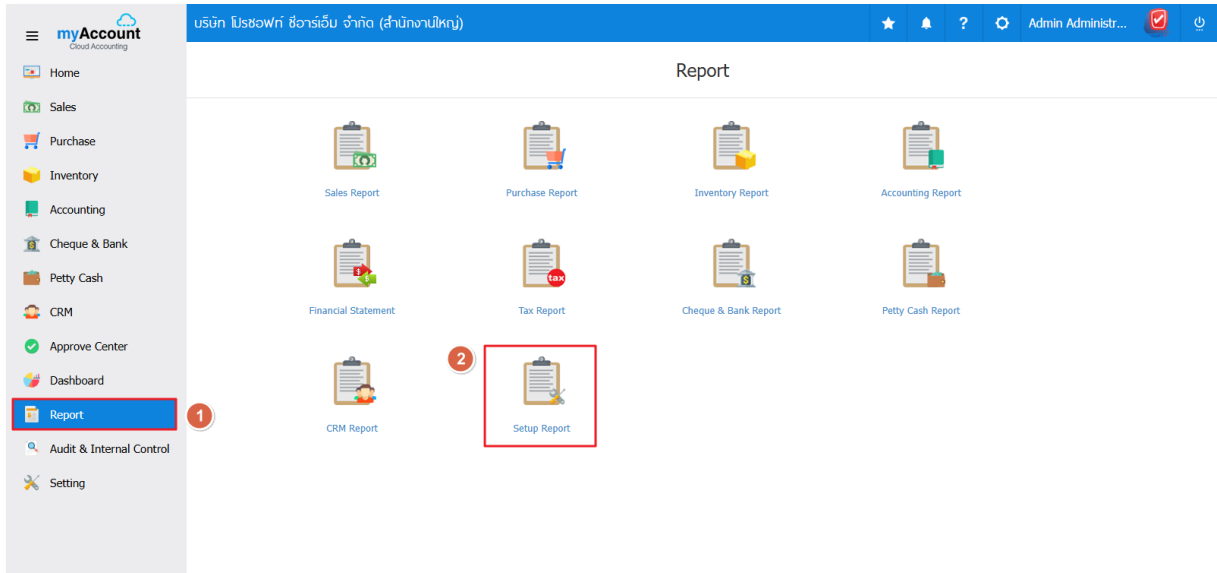 myAccount
Cloud Accounting
บริษัท โปรซอฟท์ ซีอาร์เอ็ม จำกัด (สำนักงานใหญ่)
Admin Administr...
Home
Sales
Purchase
Inventory
Accounting
Cheque & Bank
Petty Cash
CRM
Approve Center
Dashboard
Report
1
Audit & Internal Control
Setting
Report
Sales Report
Purchase Report
Inventory Report
Accounting Report
Financial Statement
tax
Tax Report
Cheque & Bank Report
Petty Cash Report
2
CRM Report
Setup Report